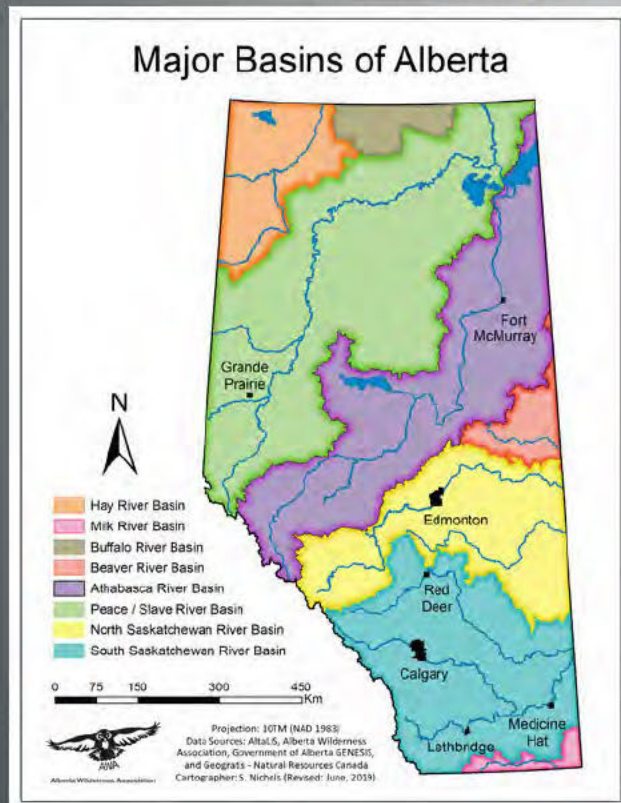 Major Basins of Alberta
Fort
McMurray
Grande
Prairie
N
Edmonton
Red
Deer
Calgary
Medicine
Hat
Lethbridge
Hay River Basin
Milk River Basin
Buffalo River Basin
Beaver River Basin
Athabasca River Basin
Peace / Slave River Basin
North Saskatchewan River Basin
South Saskatchewan River Basin
0 75 150 300 450
Km
AWA
Alberta Wilderness Association
Projection: 10TM (NAD 1983)
Data Sources: AltaLIS, Alberta Wilderness
Association, Government of Alberta GENESIS,
and Geogratis - Natural Resources Canada
Cartographer: S. Nichols (Revised: June, 2019)